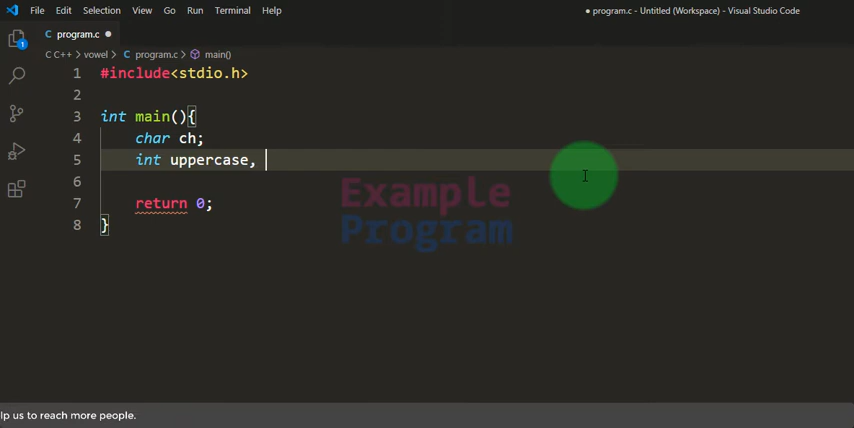 File Edit Selection View Go Run Terminal Help
● program.c - Untitled (Workspace) - Visual Studio Code
C program.c ●
C C++ > vowel > C program.c > main()
1 #include<stdio.h>
2
3 int main(){
4 char ch;
5 int uppercase,
6
7 return 0;
8 }
1
Example
Program
lp us to reach more people.